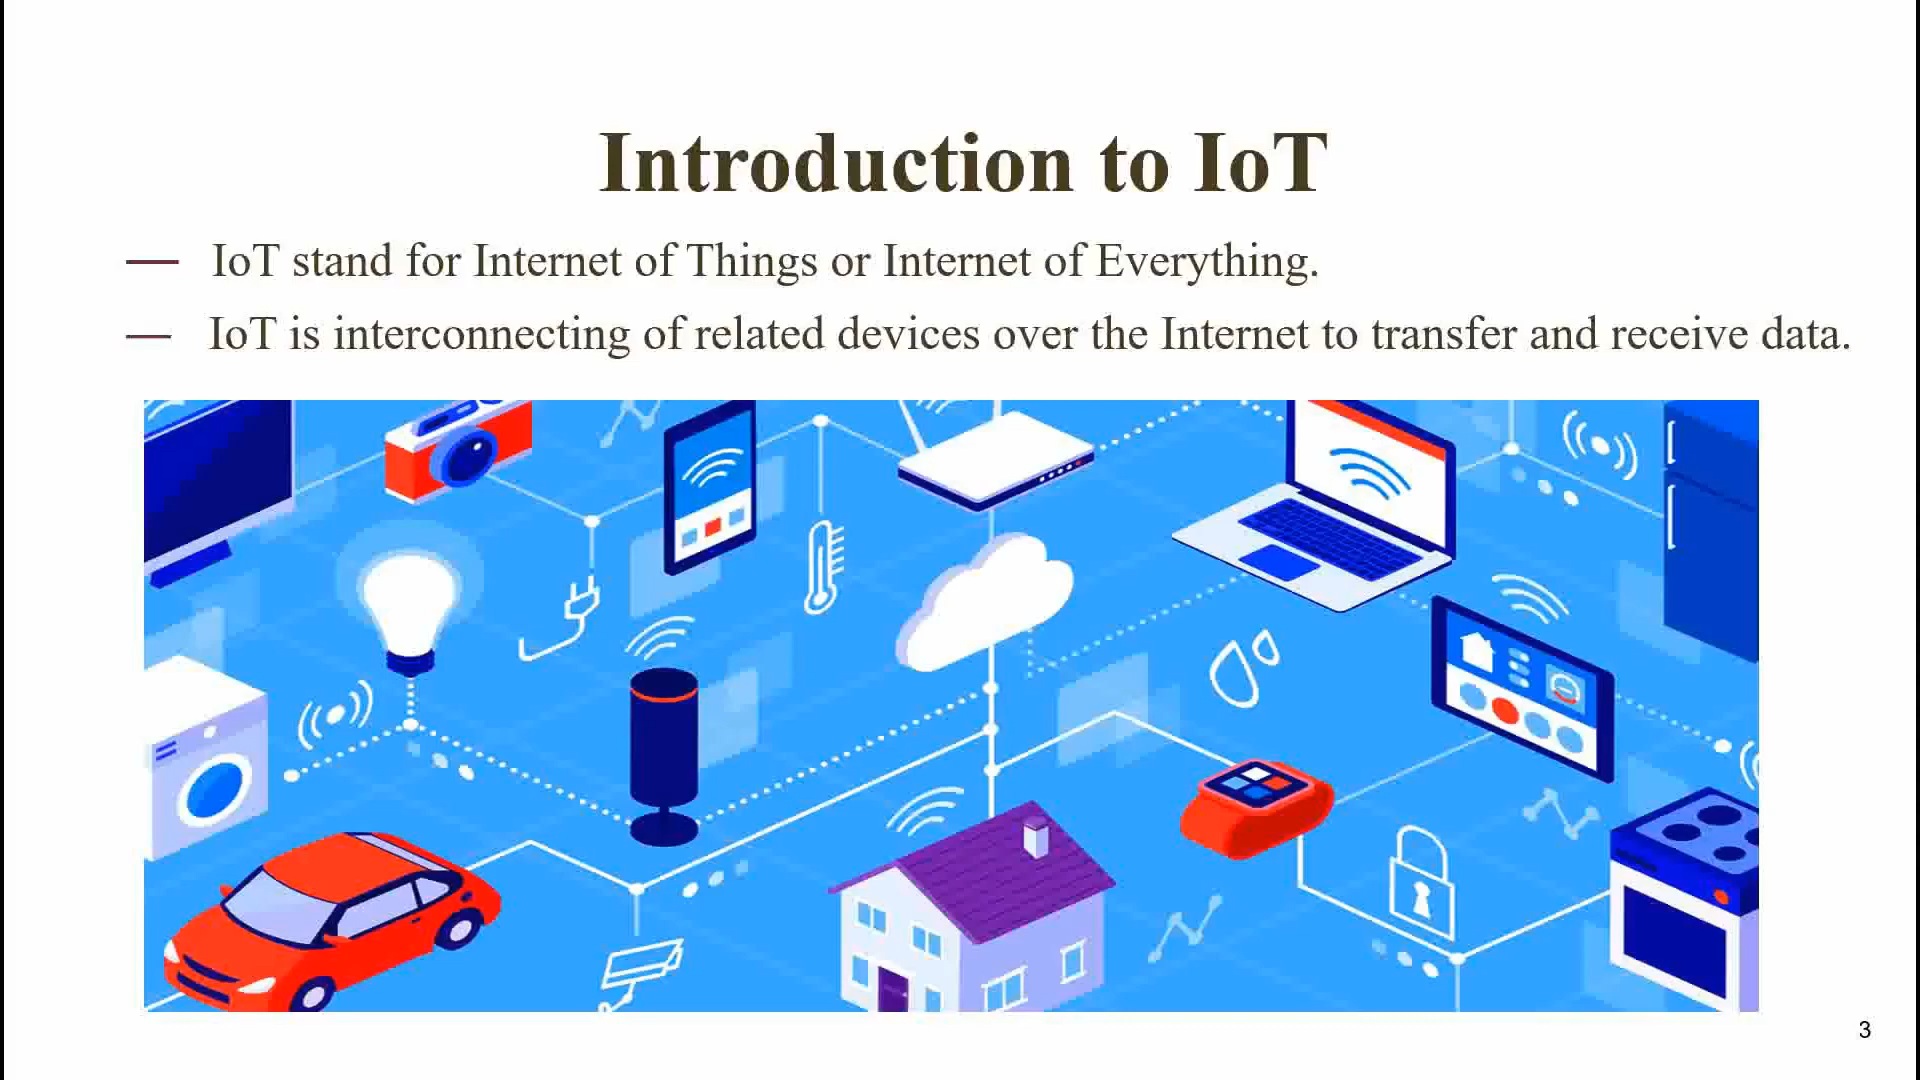 Introduction to IoT
— IoT stand for Internet of Things or Internet of Everything.
— IoT is interconnecting of related devices over the Internet to transfer and receive data.
3